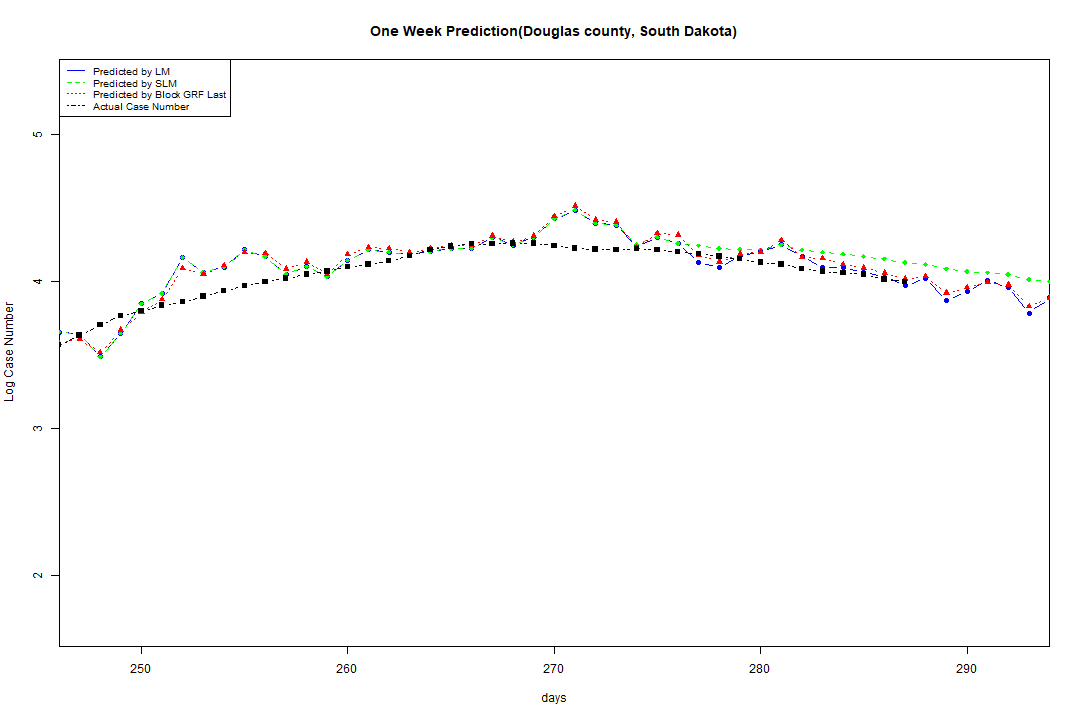 One Week Prediction(Douglas county, South Dakota)
Predicted by LM
Predicted by SLM
Predicted by Block GRF Last
Actual Case Number
5
4
3
2
Log Case Number
250
260
270
280
290
days